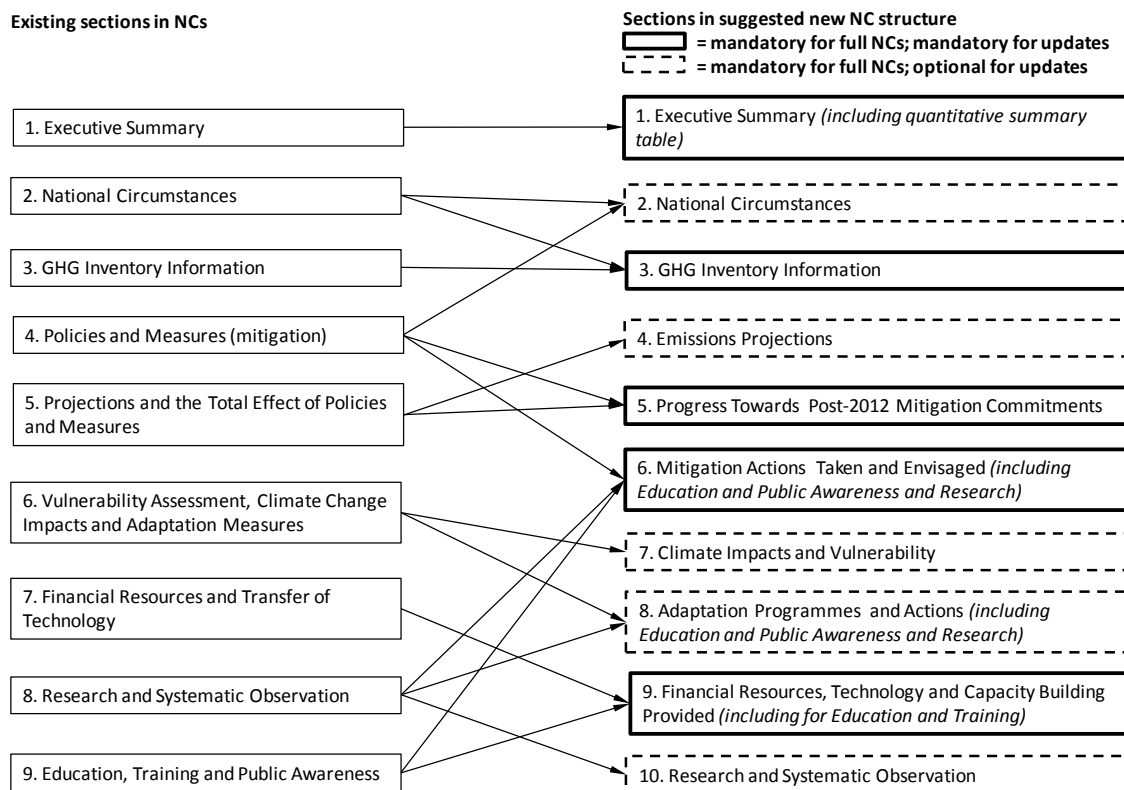 Existing sections in NCs
1. Executive Summary
2. National Circumstances
3. GHG Inventory Information
4. Policies and Measures (mitigation)
5. Projections and the Total Effect of Policies
and Measures
6. Vulnerability Assessment, Climate Change
Impacts and Adaptation Measures
7. Financial Resources and Transfer of
Technology
8. Research and Systematic Observation
9. Education, Training and Public Awareness
Sections in suggested new NC structure
= mandatory for full NCs; mandatory for updates
= mandatory for full NCs; optional for updates
1. Executive Summary (including quantitative summary
table)
2. National Circumstances
3. GHG Inventory Information
4. Emissions Projections
5. Progress Towards Post-2012 Mitigation Commitments
6. Mitigation Actions Taken and Envisaged (including
Education and Public Awareness and Research)
7. Climate Impacts and Vulnerability
8. Adaptation Programmes and Actions (including
Education and Public Awareness and Research)
9. Financial Resources, Technology and Capacity Building
Provided (including for Education and Training)
10. Research and Systematic Observation